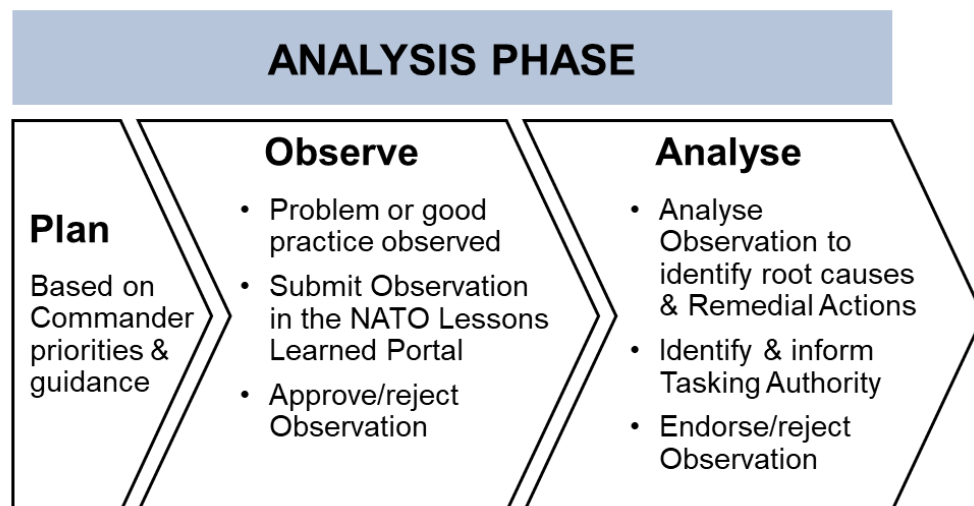 ANALYSIS PHASE
Plan
Based on
Commander
priorities &
guidance
Observe
• Problem or good
practice observed
• Submit Observation
in the NATO Lessons
Learned Portal
• Approve/reject
Observation
Analyse
• Analyse
Observation to
identify root causes
& Remedial Actions
• Identify & inform
Tasking Authority
• Endorse/reject
Observation